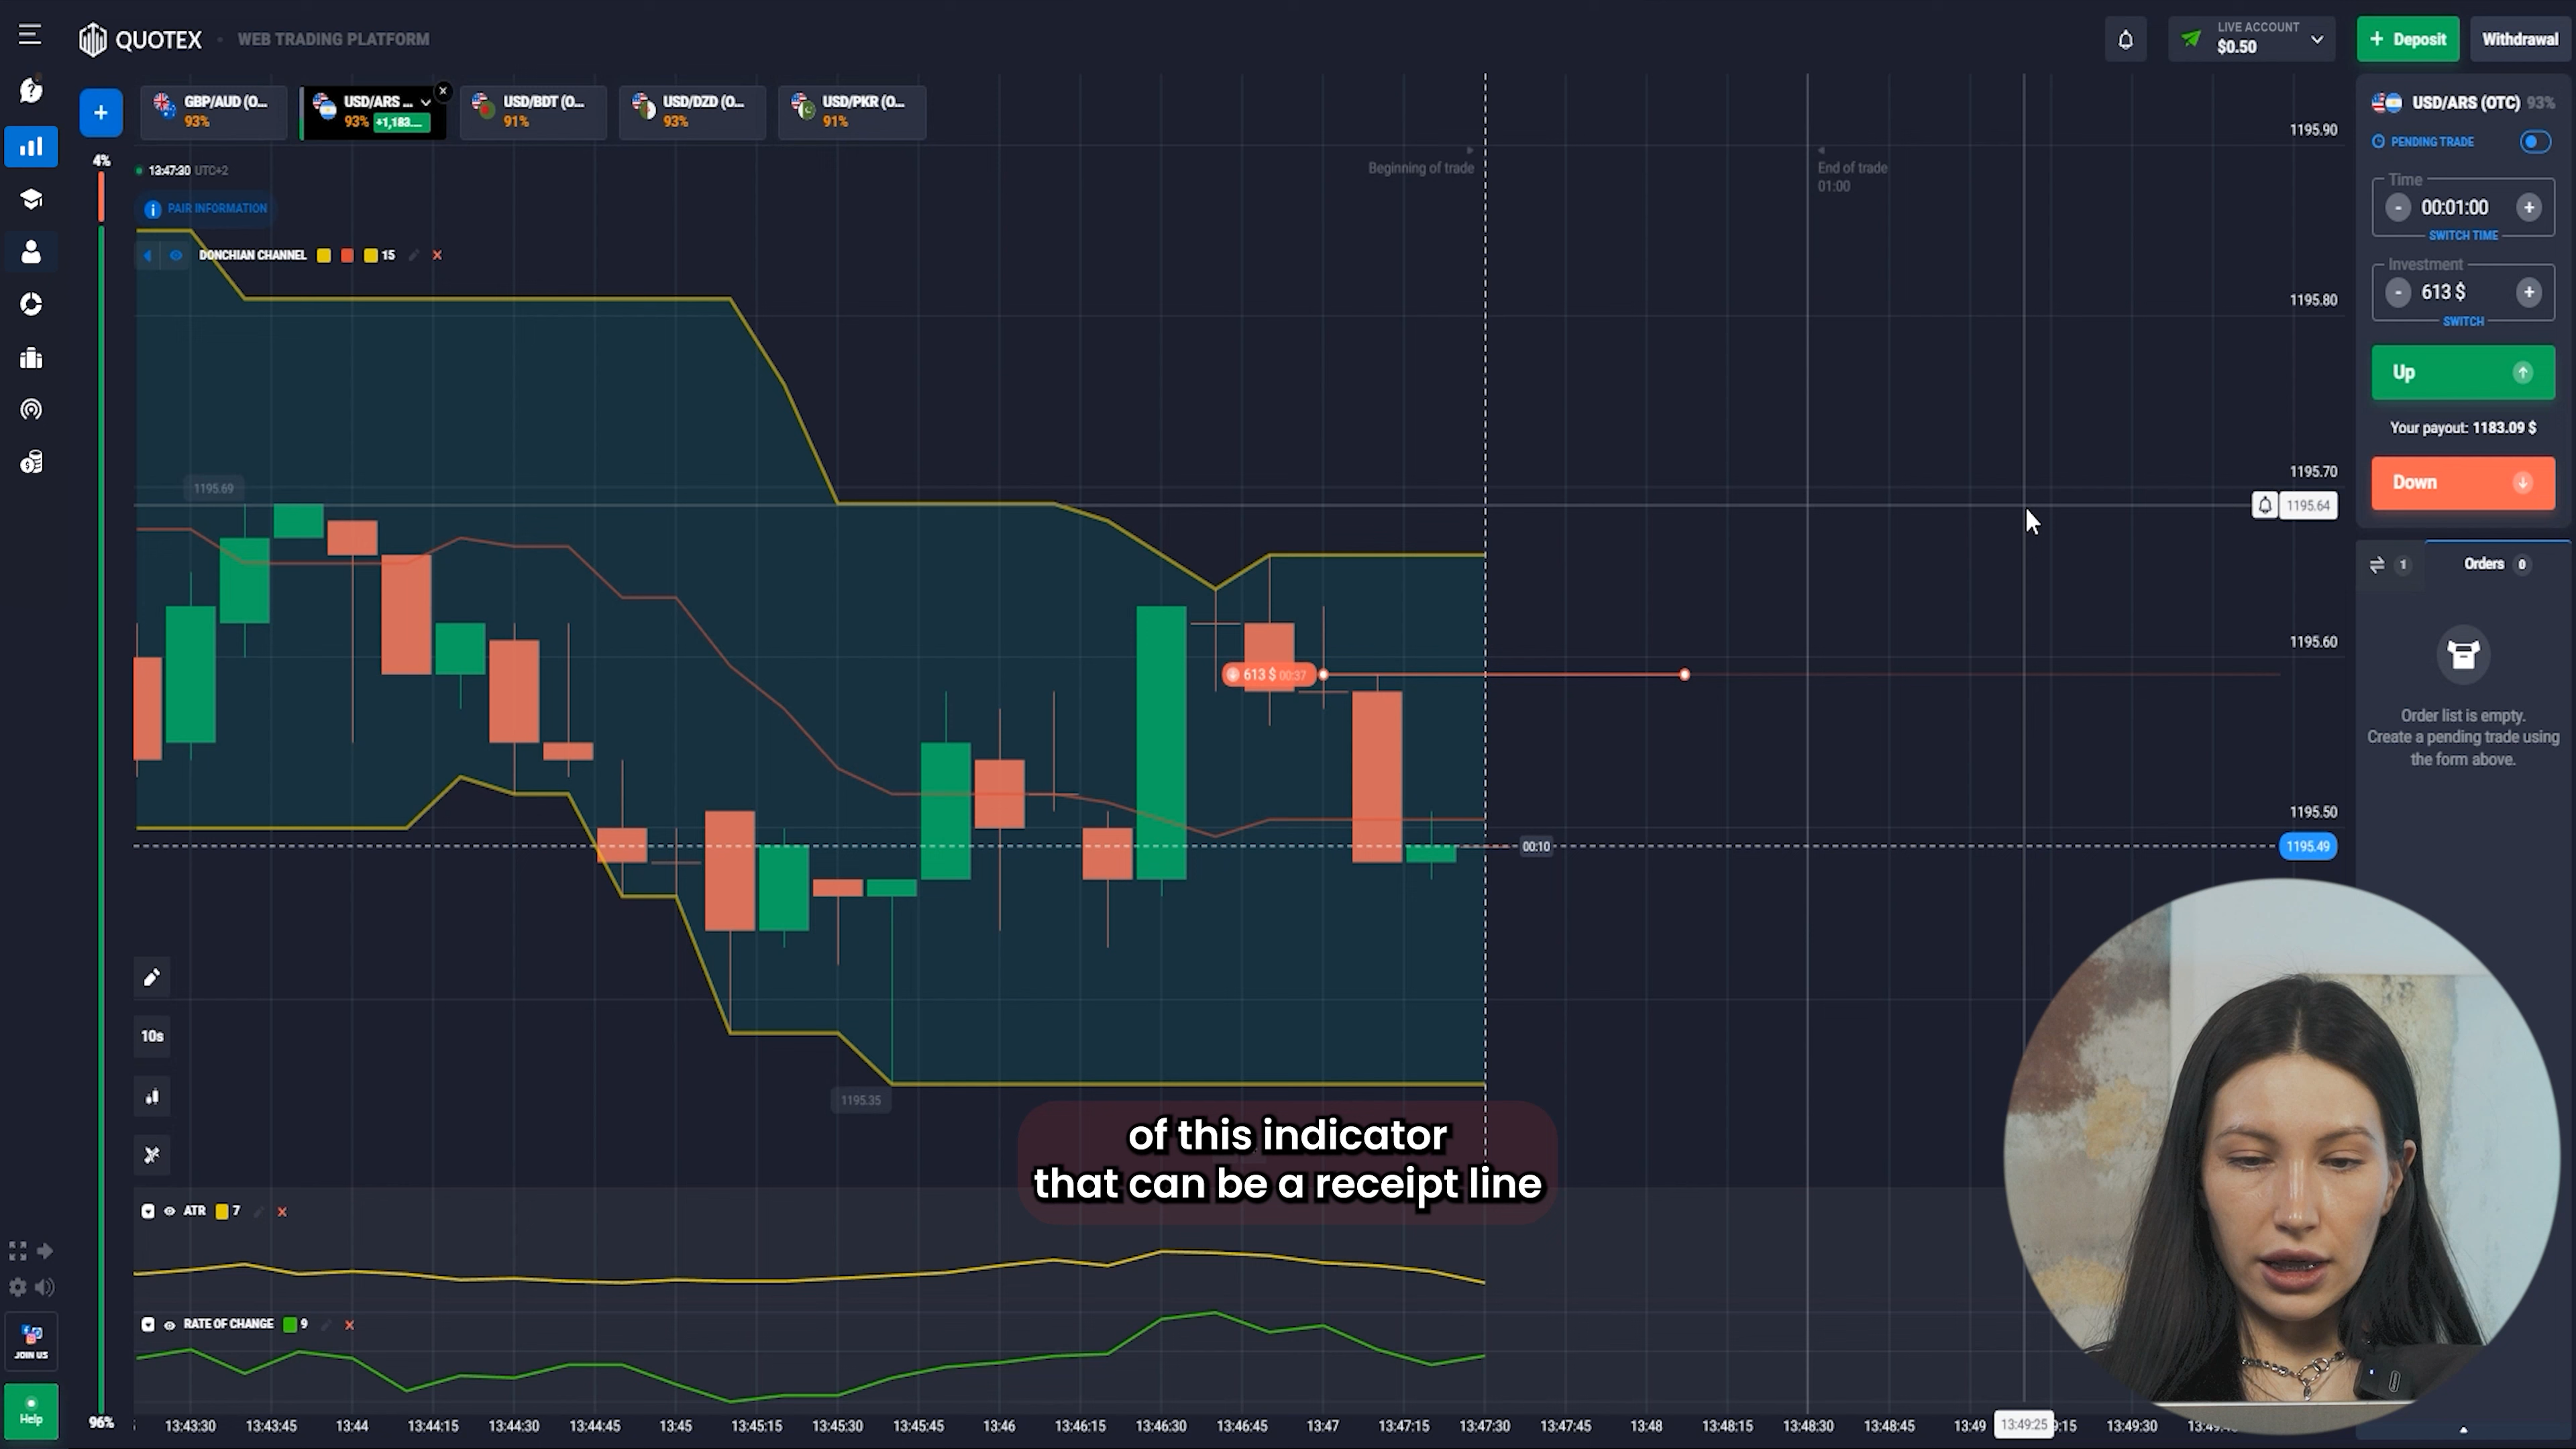 QUOTEX
WEB TRADING PLATFORM
LIVE ACCOUNT
$0.50
+ Deposit
Withdrawal
GBP/AUD (O...
93%
USD/ARS ...
93% +1,183....
USD/BDT (O...
91%
USD/DZD (O...
93%
USD/PKR (O...
91%
USD/ARS (OTC) 93%
PENDING TRADE
Time
- 00:01:00 +
SWITCH TIME
Investment
- 613 $ +
SWITCH
Up
Your payout: 1183.09 $
Down
1
Orders 0
Order list is empty.
Create a pending trade using
the form above.
4%
13:47:30 UTC+2
PAIR INFORMATION
DONCHIAN CHANNEL 15
Beginning of trade
End of trade
01:00
1195.90
1195.80
1195.70
1195.64
1195.60
1195.50
1195.49
1195.69
613 $ 00:37
00:10
1195.35
10s
of this indicator
that can be a receipt line
ATR 7
RATE OF CHANGE 9
JOIN US
Help
96%
13:43:30 13:43:45 13:44 13:44:15 13:44:30 13:44:45 13:45 13:45:15 13:45:30 13:45:45 13:46 13:46:15 13:46:30 13:46:45 13:47 13:47:15 13:47:30 13:47:45 13:48 13:48:15 13:48:30 13:48:45 13:49 13:49:25 13:49:30